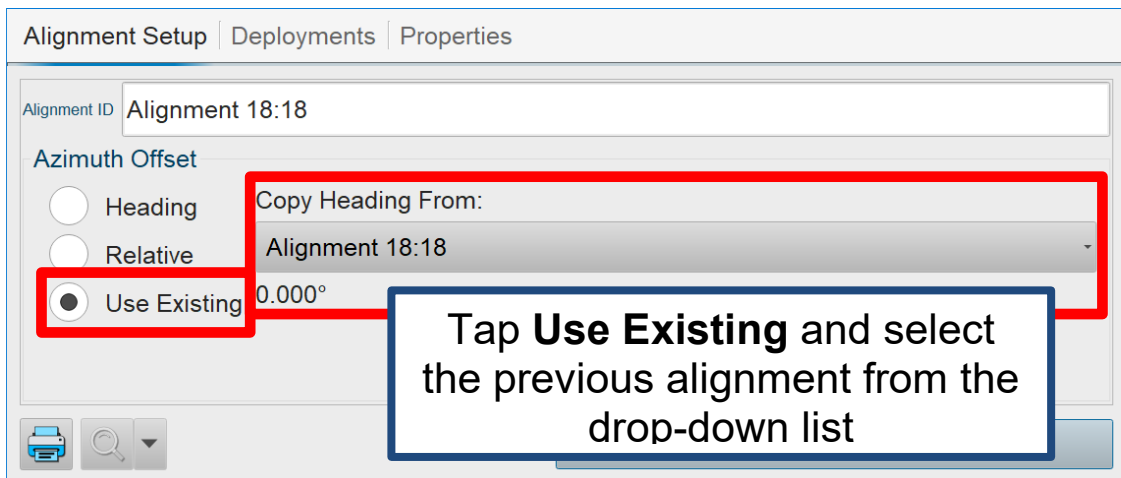 Alignment Setup Deployments Properties
Alignment ID Alignment 18:18
Azimuth Offset
Heading
Relative
Use Existing
Copy Heading From:
Alignment 18:18
0.000°
Tap Use Existing and select
the previous alignment from the
drop-down list